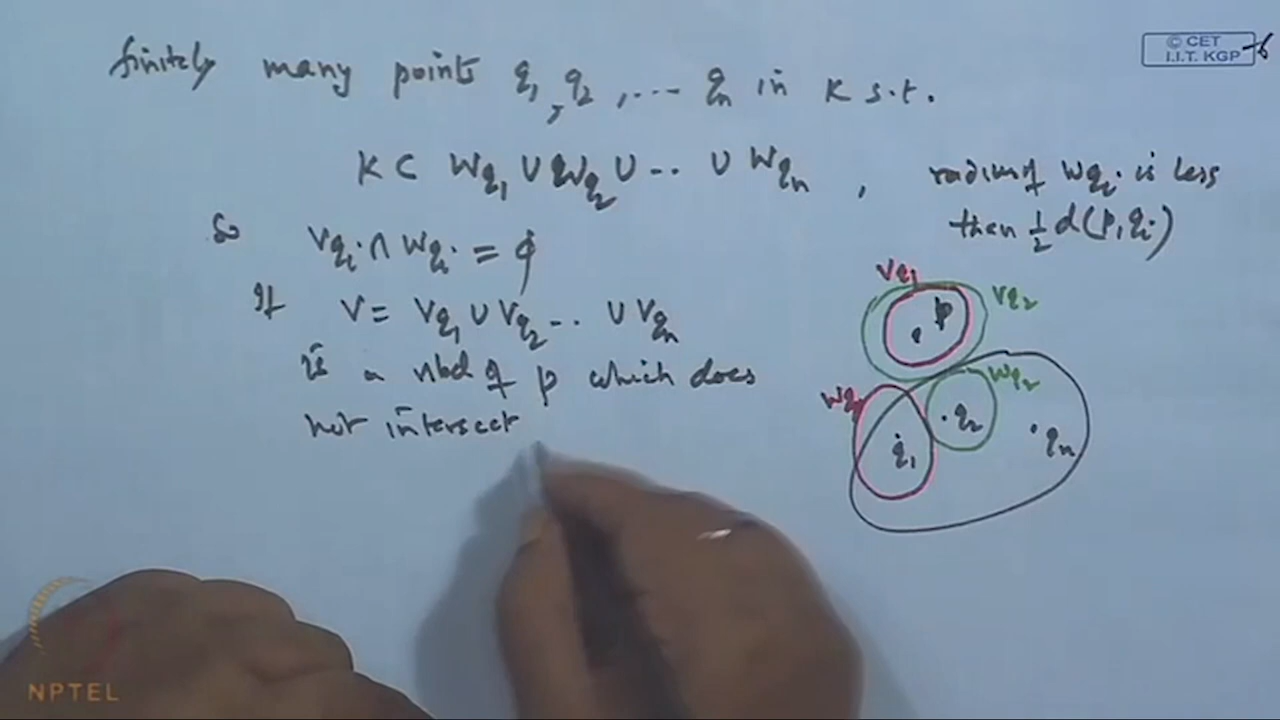 © CET
I.I.T. KGP
finitely many points q1, q2, .... qn in K s.t.
K ⊂ Wq1 ∪ Wq2 ∪ .. ∪ Wqn ,
radius of Wqi is less
than 1/2 d(p, qi)
So Vqi ∩ Wqi = φ
If V = Vq1 ∪ Vq2 .. ∪ Vqn
is a nbd of p which does
not intersect
Vq1
Vq2
p
Wq1
Wq2
q1
q2
qn
NPTEL